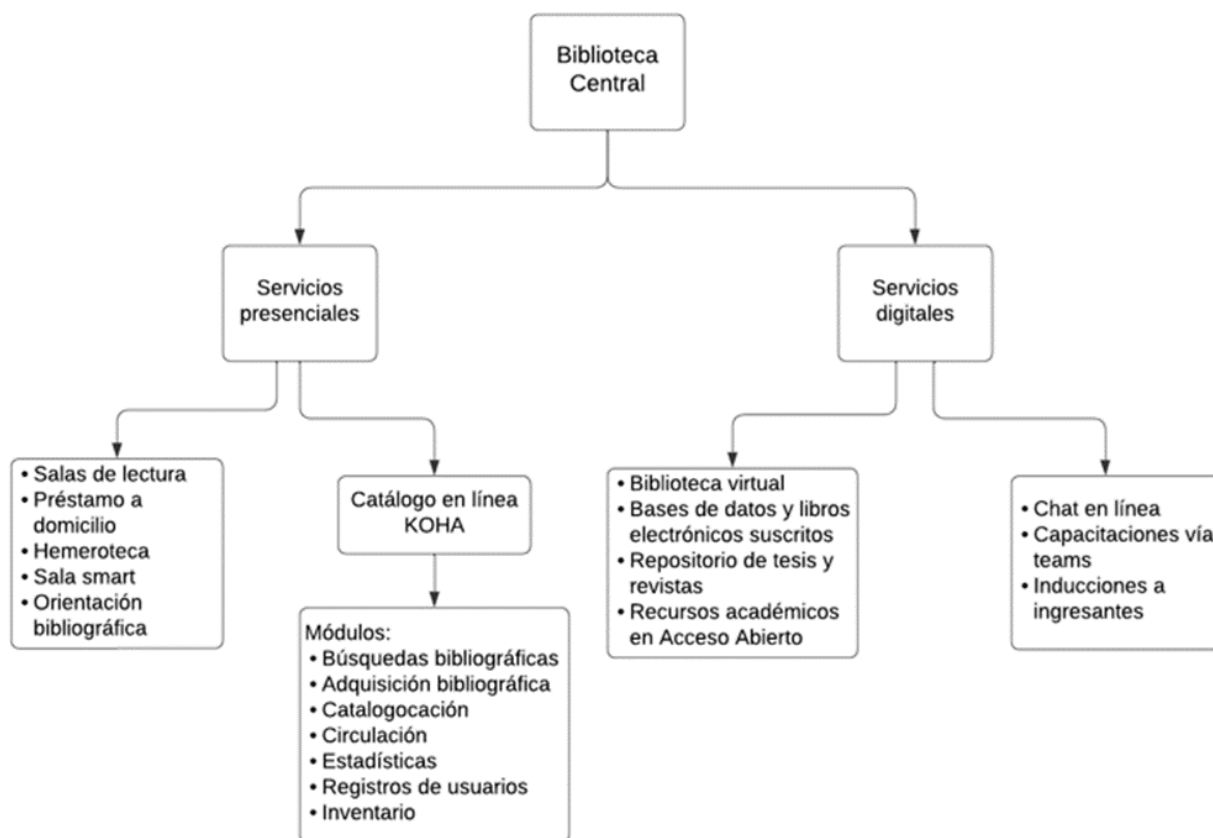 Biblioteca
Central
Servicios
presenciales
Servicios
digitales
• Salas de lectura
• Préstamo a
domicilio
• Hemeroteca
• Sala smart
• Orientación
bibliográfica
Catálogo en línea
KOHA
Módulos:
• Búsquedas bibliográficas
• Adquisición bibliográfica
• Catalogocación
• Circulación
• Estadísticas
• Registros de usuarios
• Inventario
• Biblioteca virtual
• Bases de datos y libros
electrónicos suscritos
• Repositorio de tesis y
revistas
• Recursos académicos
en Acceso Abierto
• Chat en línea
• Capacitaciones vía
teams
• Inducciones a
ingresantes